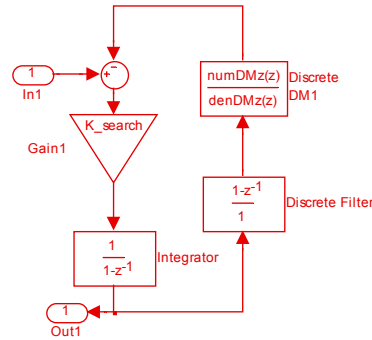 −
+
1
In1
K_search
Gain1
numDMz(z)
denDMz(z)
Discrete
DM1
1-z⁻¹
1
Discrete Filter
1
1-z⁻¹
Integrator
1
Out1